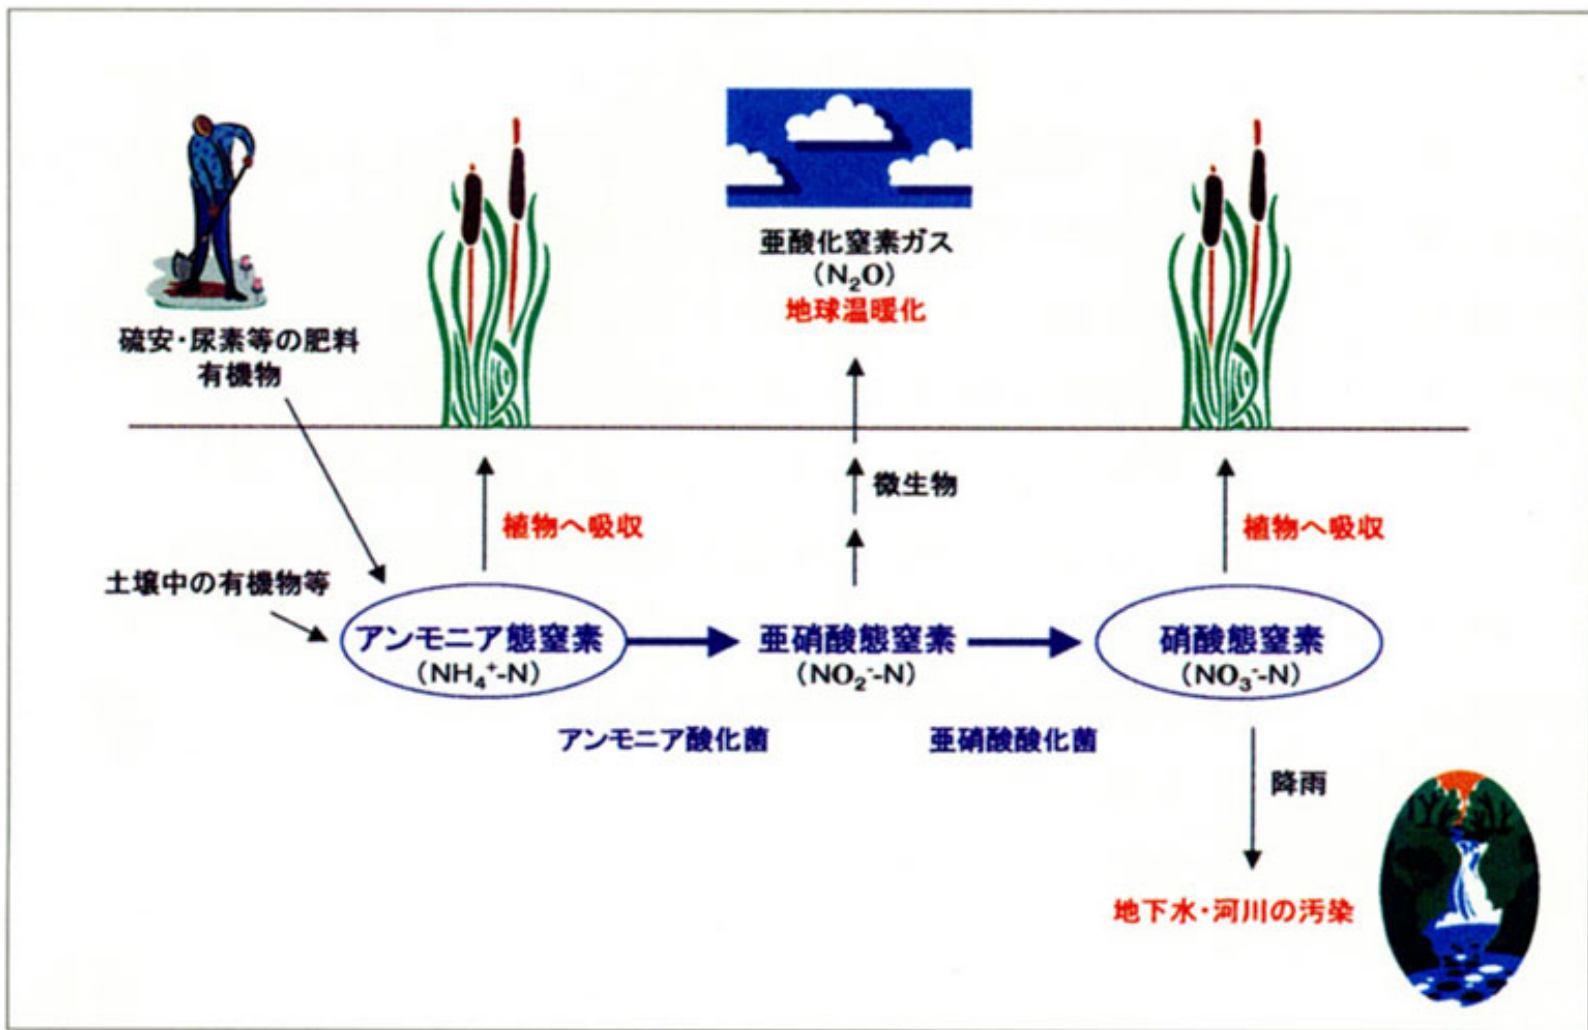 亜酸化窒素ガス
(N₂O)
地球温暖化
硫安・尿素等の肥料
有機物
微生物
植物へ吸収
植物へ吸収
土壌中の有機物等
アンモニア態窒素
(NH₄⁺-N)
亜硝酸態窒素
(NO₂⁻-N)
硝酸態窒素
(NO₃⁻-N)
アンモニア酸化菌
亜硝酸酸化菌
降雨
地下水・河川の汚染